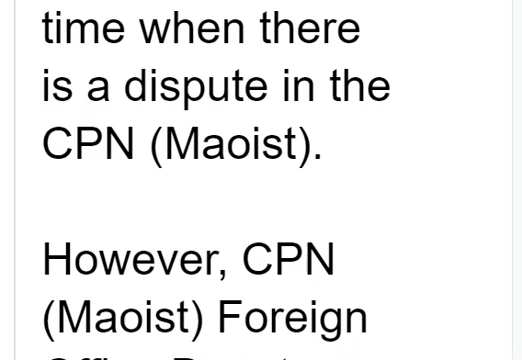 time when there
is a dispute in the
CPN (Maoist).
However, CPN
(Maoist) Foreign